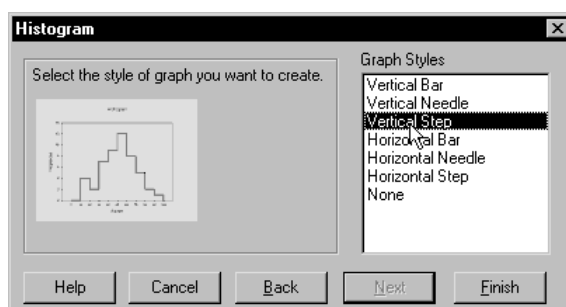 Histogram
Select the style of graph you want to create.
Graph Styles
Vertical Bar
Vertical Needle
Vertical Step
Horizontal Bar
Horizontal Needle
Horizontal Step
None
Help
Cancel
Back
Next
Finish